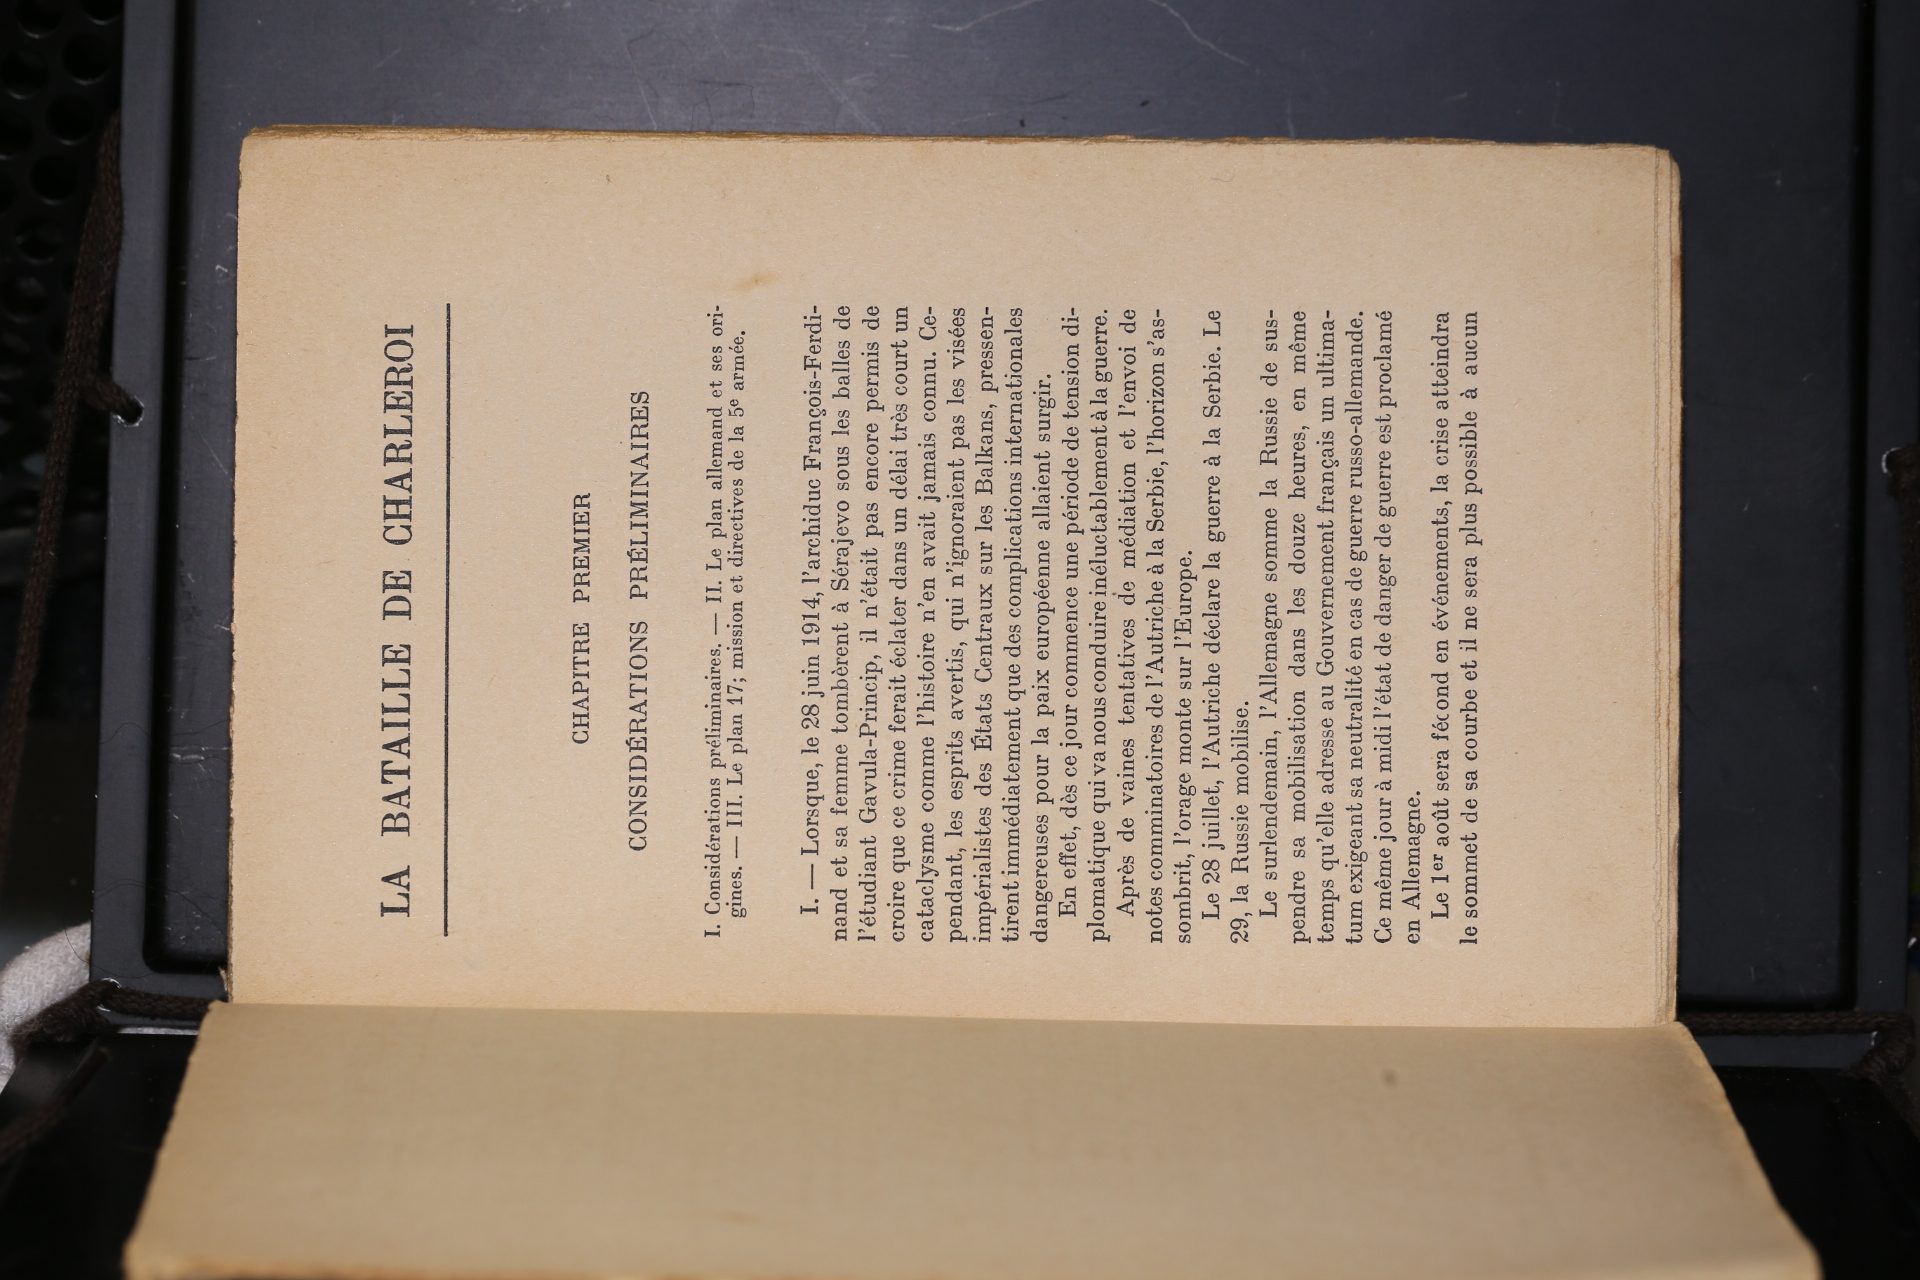 LA BATAILLE DE CHARLEROI
CHAPITRE PREMIER
CONSIDÉRATIONS PRÉLIMINAIRES
I. Considérations préliminaires. — II. Le plan allemand et ses ori-
gines. — III. Le plan 17; mission et directives de la 5e armée.
I. — Lorsque, le 28 juin 1914, l'archiduc François-Ferdi-
nand et sa femme tombèrent à Sérajevo sous les balles de
l'étudiant Gavula-Princip, il n'était pas encore permis de
croire que ce crime ferait éclater dans un délai très court un
cataclysme comme l'histoire n'en avait jamais connu. Ce-
pendant, les esprits avertis, qui n'ignoraient pas les visées
impérialistes des États Centraux sur les Balkans, pressen-
tirent immédiatement que des complications internationales
dangereuses pour la paix européenne allaient surgir.
En effet, dès ce jour commence une période de tension di-
plomatique qui va nous conduire inéluctablement à la guerre.
Après de vaines tentatives de médiation et l'envoi de
notes comminatoires de l'Autriche à la Serbie, l'horizon s'as-
sombrit, l'orage monte sur l'Europe.
Le 28 juillet, l'Autriche déclare la guerre à la Serbie. Le
29, la Russie mobilise.
Le surlendemain, l'Allemagne somme la Russie de sus-
pendre sa mobilisation dans les douze heures, en même
temps qu'elle adresse au Gouvernement français un ultima-
tum exigeant sa neutralité en cas de guerre russo-allemande.
Ce même jour à midi l'état de danger de guerre est proclamé
en Allemagne.
Le 1er août sera fécond en événements, la crise atteindra
le sommet de sa courbe et il ne sera plus possible à aucun